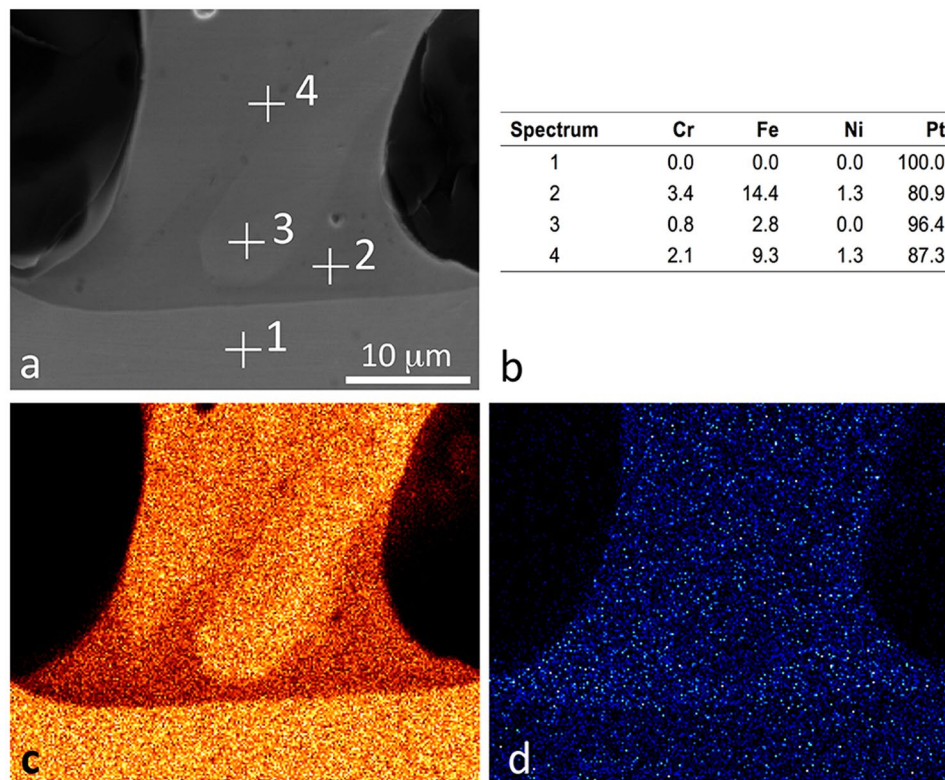 4
3
2
1
10 μm
a
Spectrum Cr Fe Ni Pt
1 0.0 0.0 0.0 100.0
2 3.4 14.4 1.3 80.9
3 0.8 2.8 0.0 96.4
4 2.1 9.3 1.3 87.3
b
c
d